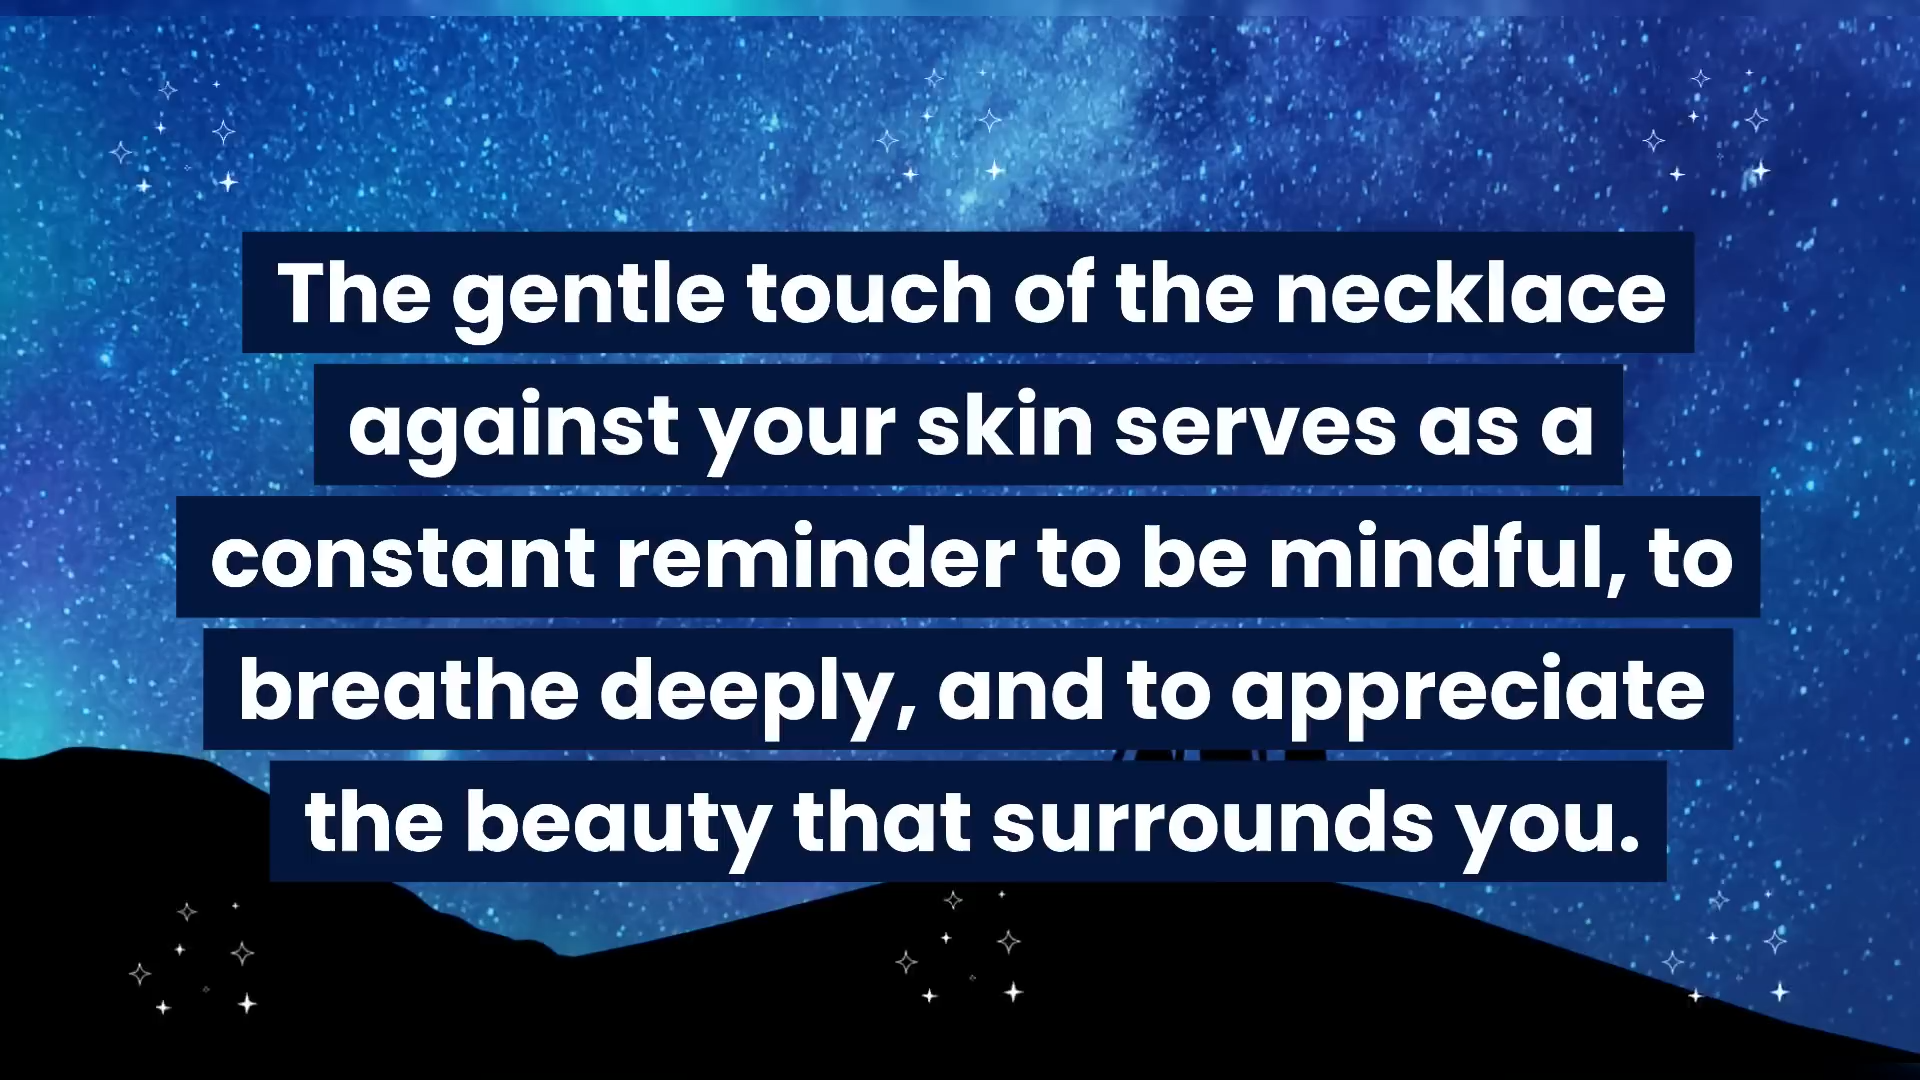 The gentle touch of the necklace
against your skin serves as a
constant reminder to be mindful, to
breathe deeply, and to appreciate
the beauty that surrounds you.